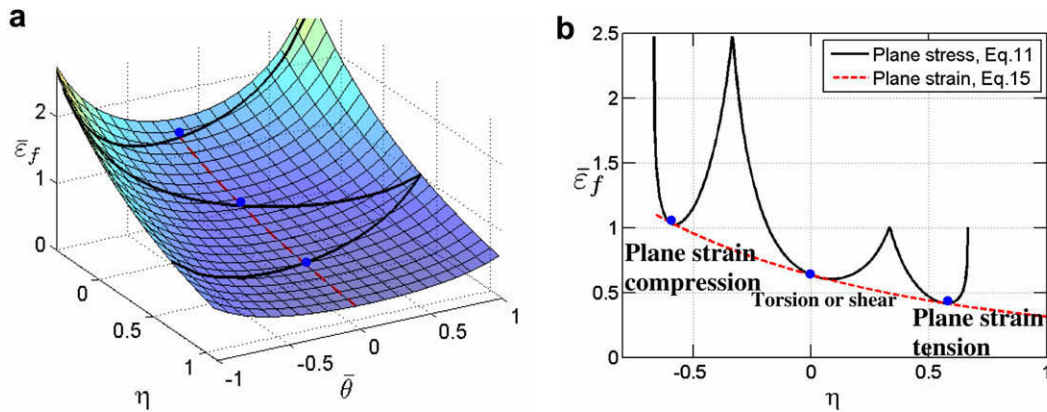 a
2
1
0
ε̄f
0
0.5
1
η
-1
-0.5
0
0.5
1
θ̄
b
Plane stress, Eq.11
Plane strain, Eq.15
2.5
2
1.5
1
0.5
0
ε̄f
Plane strain
compression
Torsion or shear
Plane strain
tension
-0.5
0
0.5
1
η